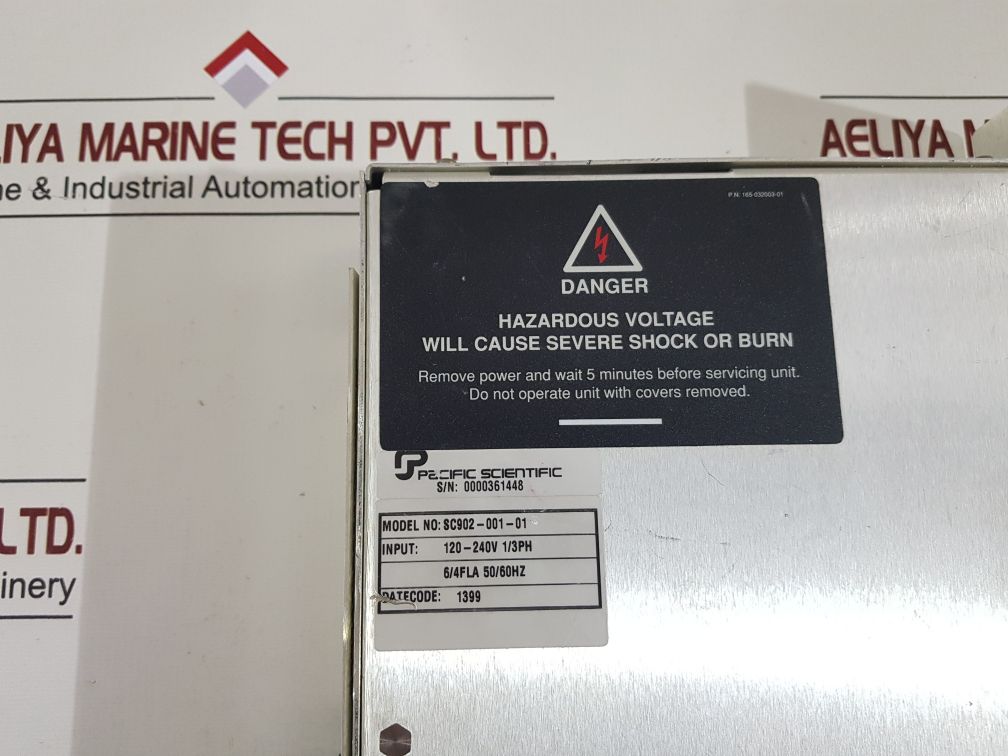 LIYA MARINE TECH PVT. LTD.
ne & Industrial Automation
AELIYA
LTD.
inery
P.N: 165-032003-01
DANGER
HAZARDOUS VOLTAGE
WILL CAUSE SEVERE SHOCK OR BURN
Remove power and wait 5 minutes before servicing unit.
Do not operate unit with covers removed.
PACIFIC SCIENTIFIC
S/N: 0000361448
MODEL NO: SC902-001-01
INPUT: 120-240V 1/3PH
6/4FLA 50/60HZ
DATECODE: 1399